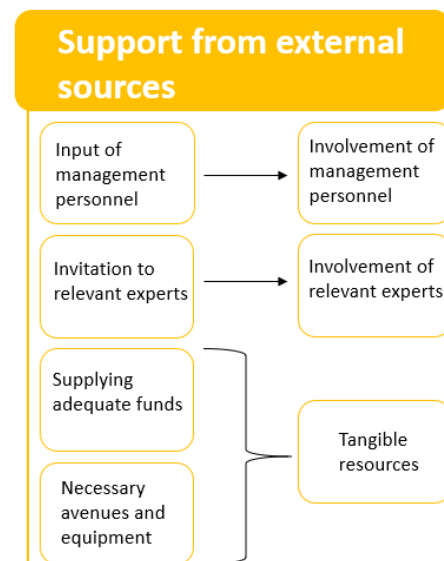 Support from external
sources
Input of
management
personnel
Involvement of
management
personnel
Invitation to
relevant experts
Involvement of
relevant experts
Supplying
adequate funds
Necessary
avenues and
equipment
Tangible
resources